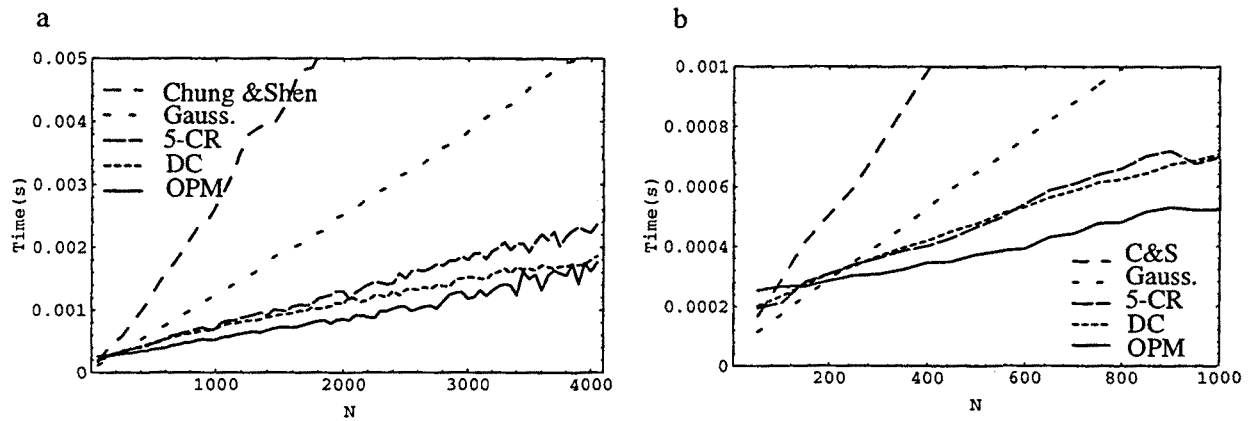 a
0.005
0.004
0.003
0.002
0.001
0
Time(s)
Chung &Shen
Gauss.
5-CR
DC
OPM
1000
2000
3000
4000
N
b
0.001
0.0008
0.0006
0.0004
0.0002
0
Time(s)
C&S
Gauss.
5-CR
DC
OPM
200
400
600
800
1000
N